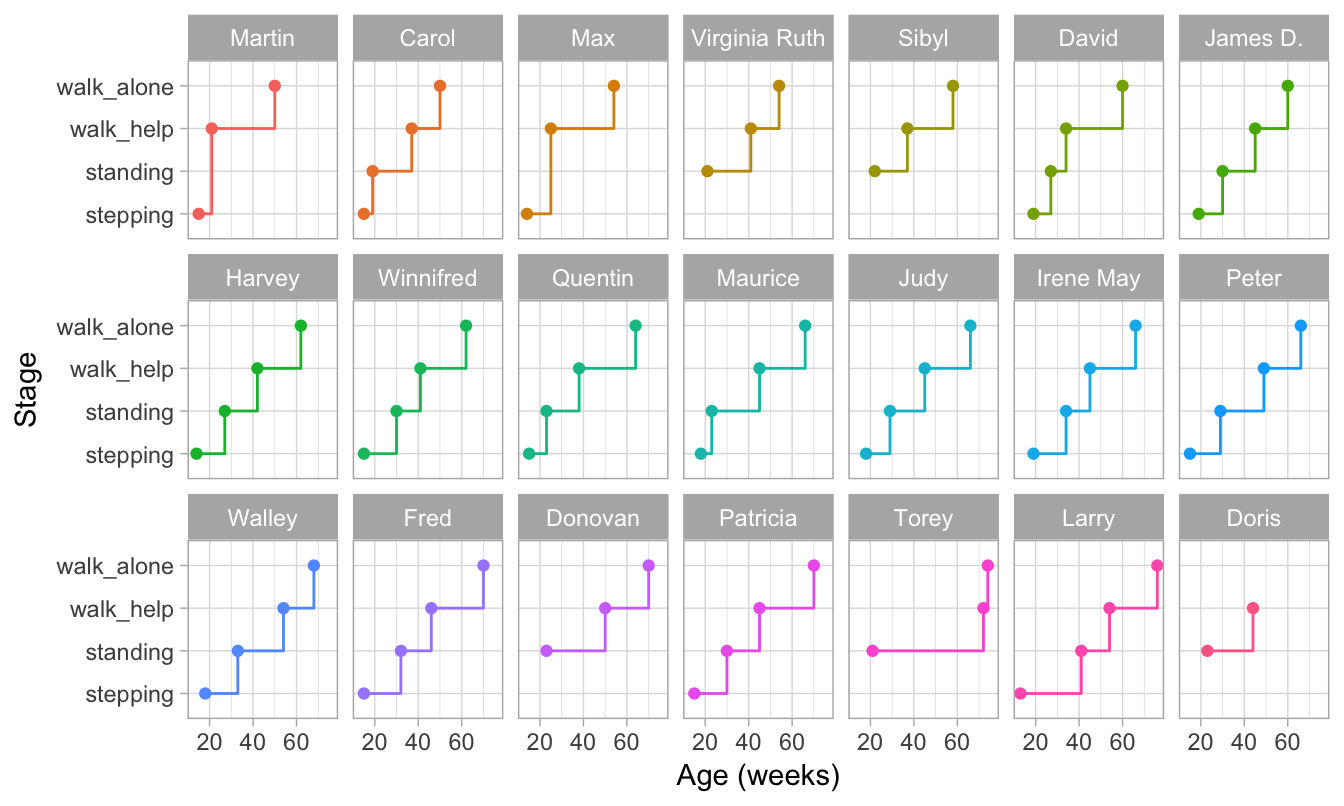 Martin Carol Max Virginia Ruth Sibyl David James D.
walk_alone
walk_help
standing
stepping
Harvey Winnifred Quentin Maurice Judy Irene May Peter
walk_alone
walk_help
standing
stepping
Stage
Walley Fred Donovan Patricia Torey Larry Doris
walk_alone
walk_help
standing
stepping
20 40 60 20 40 60 20 40 60 20 40 60 20 40 60 20 40 60 20 40 60
Age (weeks)